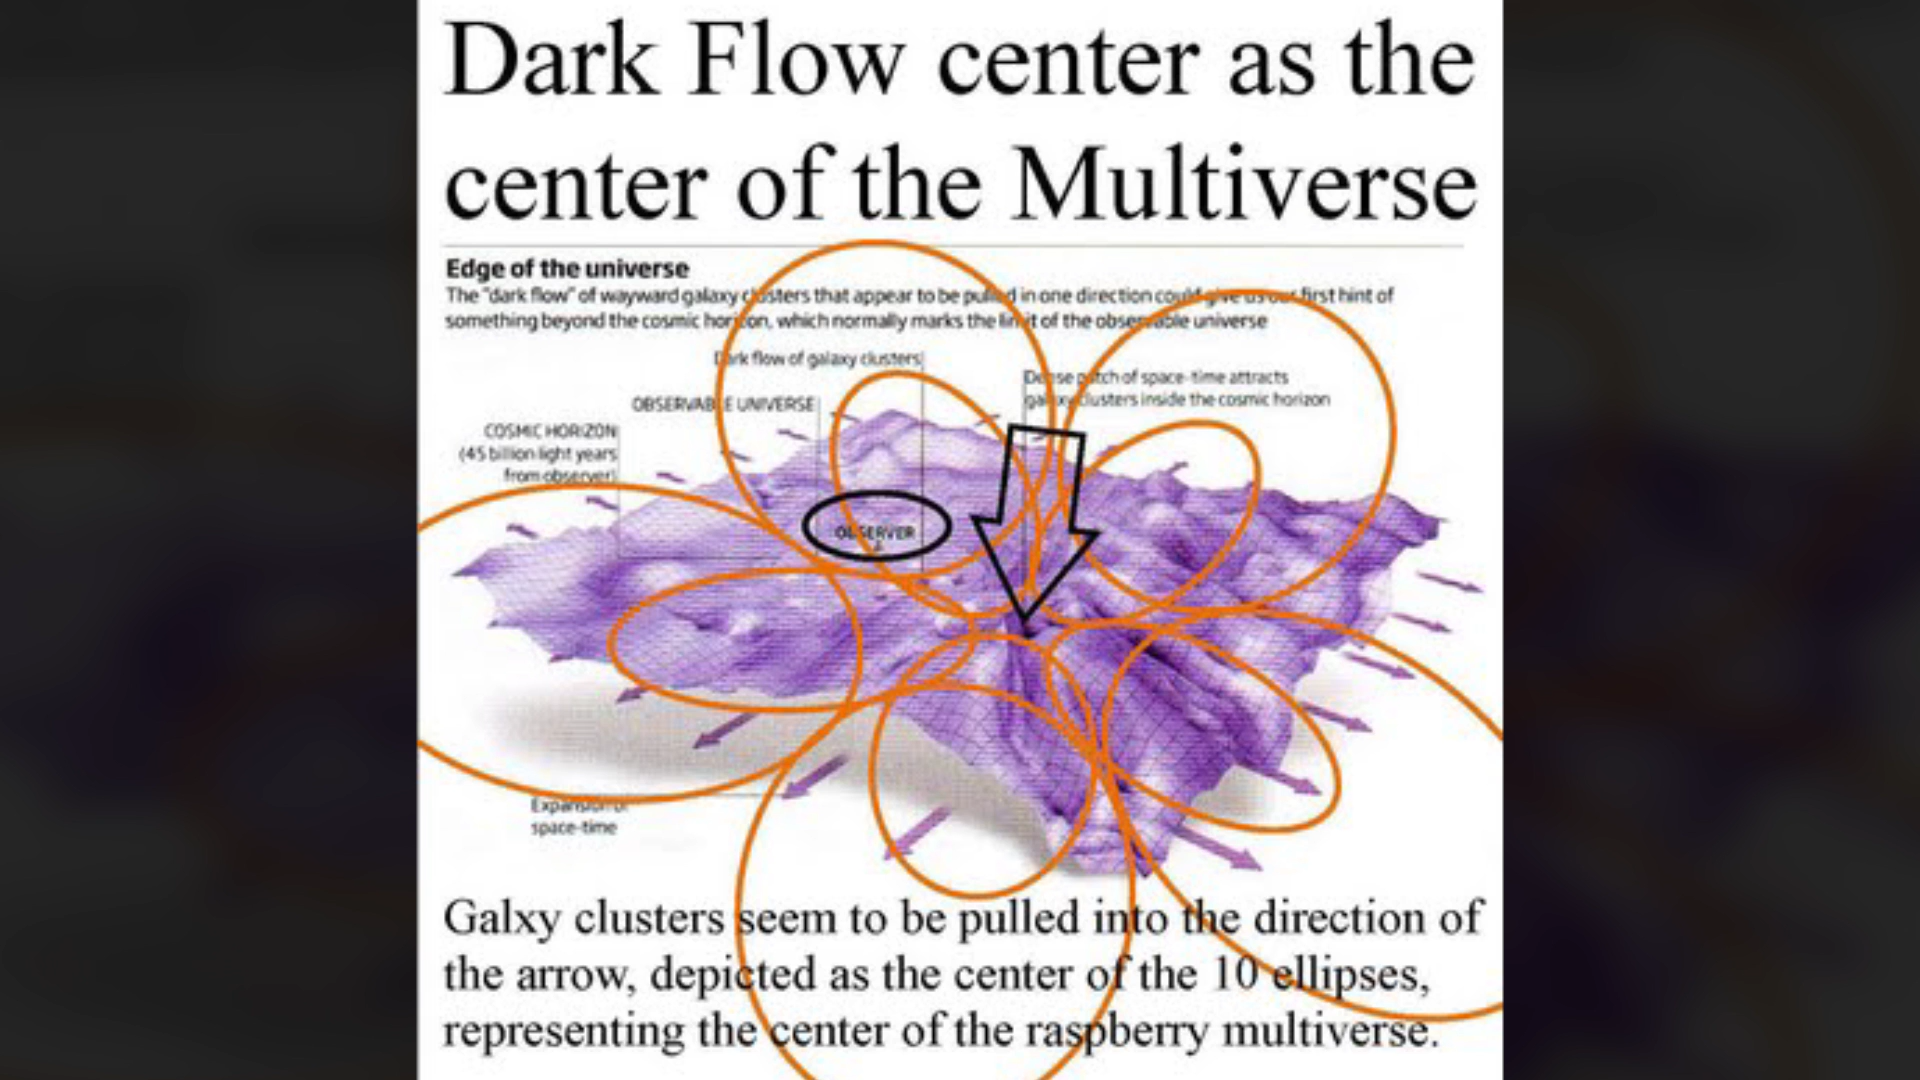 Dark Flow center as the
center of the Multiverse
Edge of the universe
The "dark flow" of wayward galaxy clusters that appear to be pulled in one direction could give us our first hint of
something beyond the cosmic horizon, which normally marks the limit of the observable universe
Dark flow of galaxy clusters
Dense patch of space-time attracts
galaxy clusters inside the cosmic horizon
OBSERVABLE UNIVERSE
COSMIC HORIZON
(45 billion light years
from observer)
OBSERVER
Expansion of
space-time
Galxy clusters seem to be pulled into the direction of
the arrow, depicted as the center of the 10 ellipses,
representing the center of the raspberry multiverse.